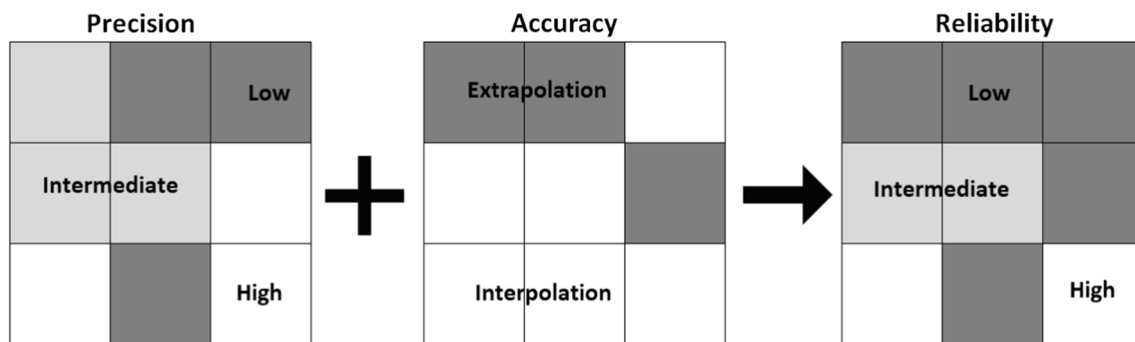 Precision
Accuracy
Reliability
Low
Extrapolation
Low
Intermediate
Intermediate
High
Interpolation
High